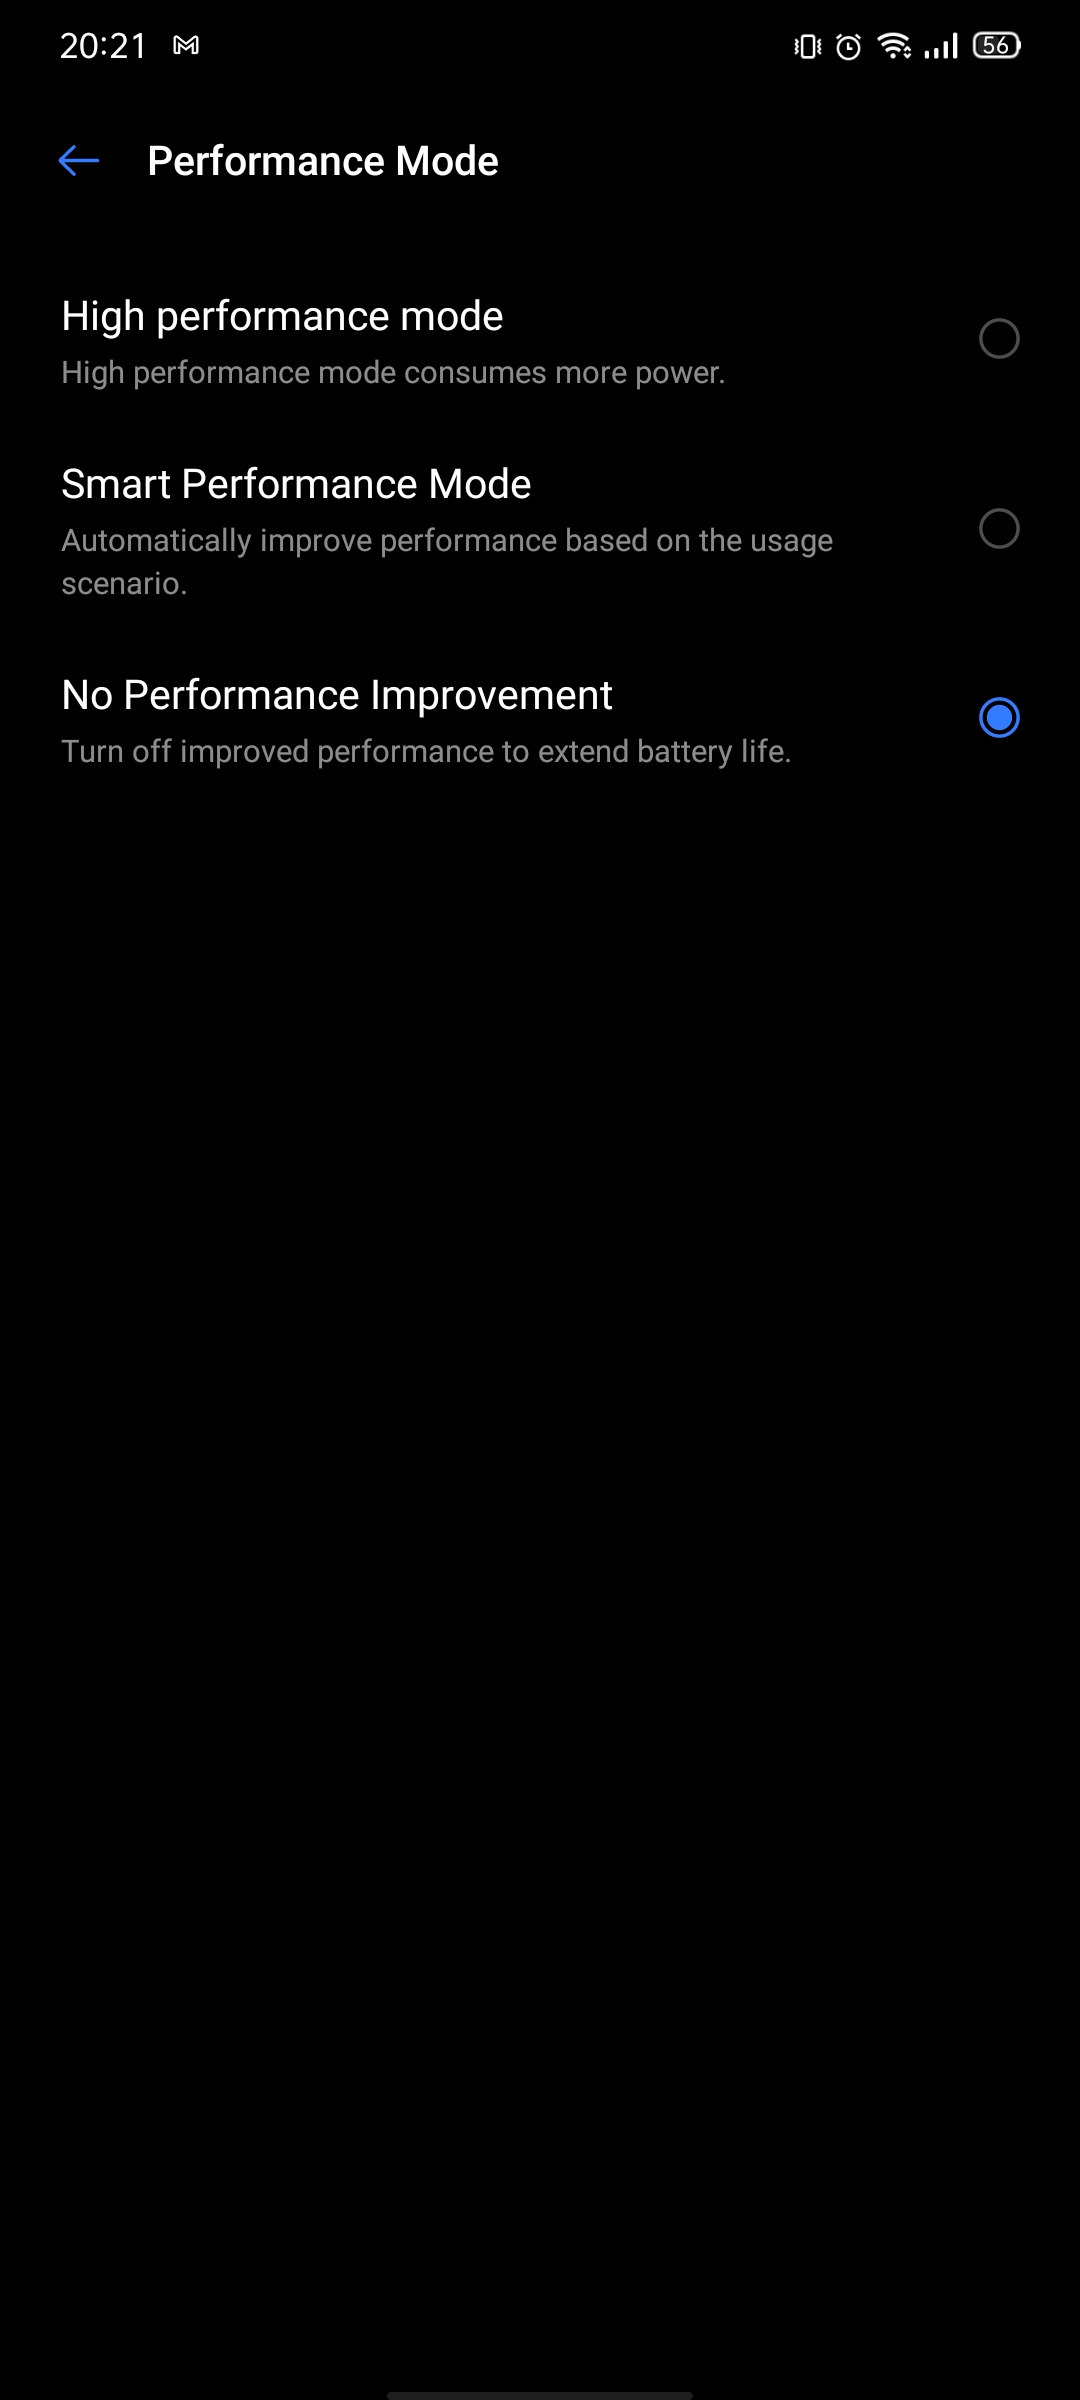 20:21
56
Performance Mode
High performance mode
High performance mode consumes more power.
Smart Performance Mode
Automatically improve performance based on the usage
scenario.
No Performance Improvement
Turn off improved performance to extend battery life.